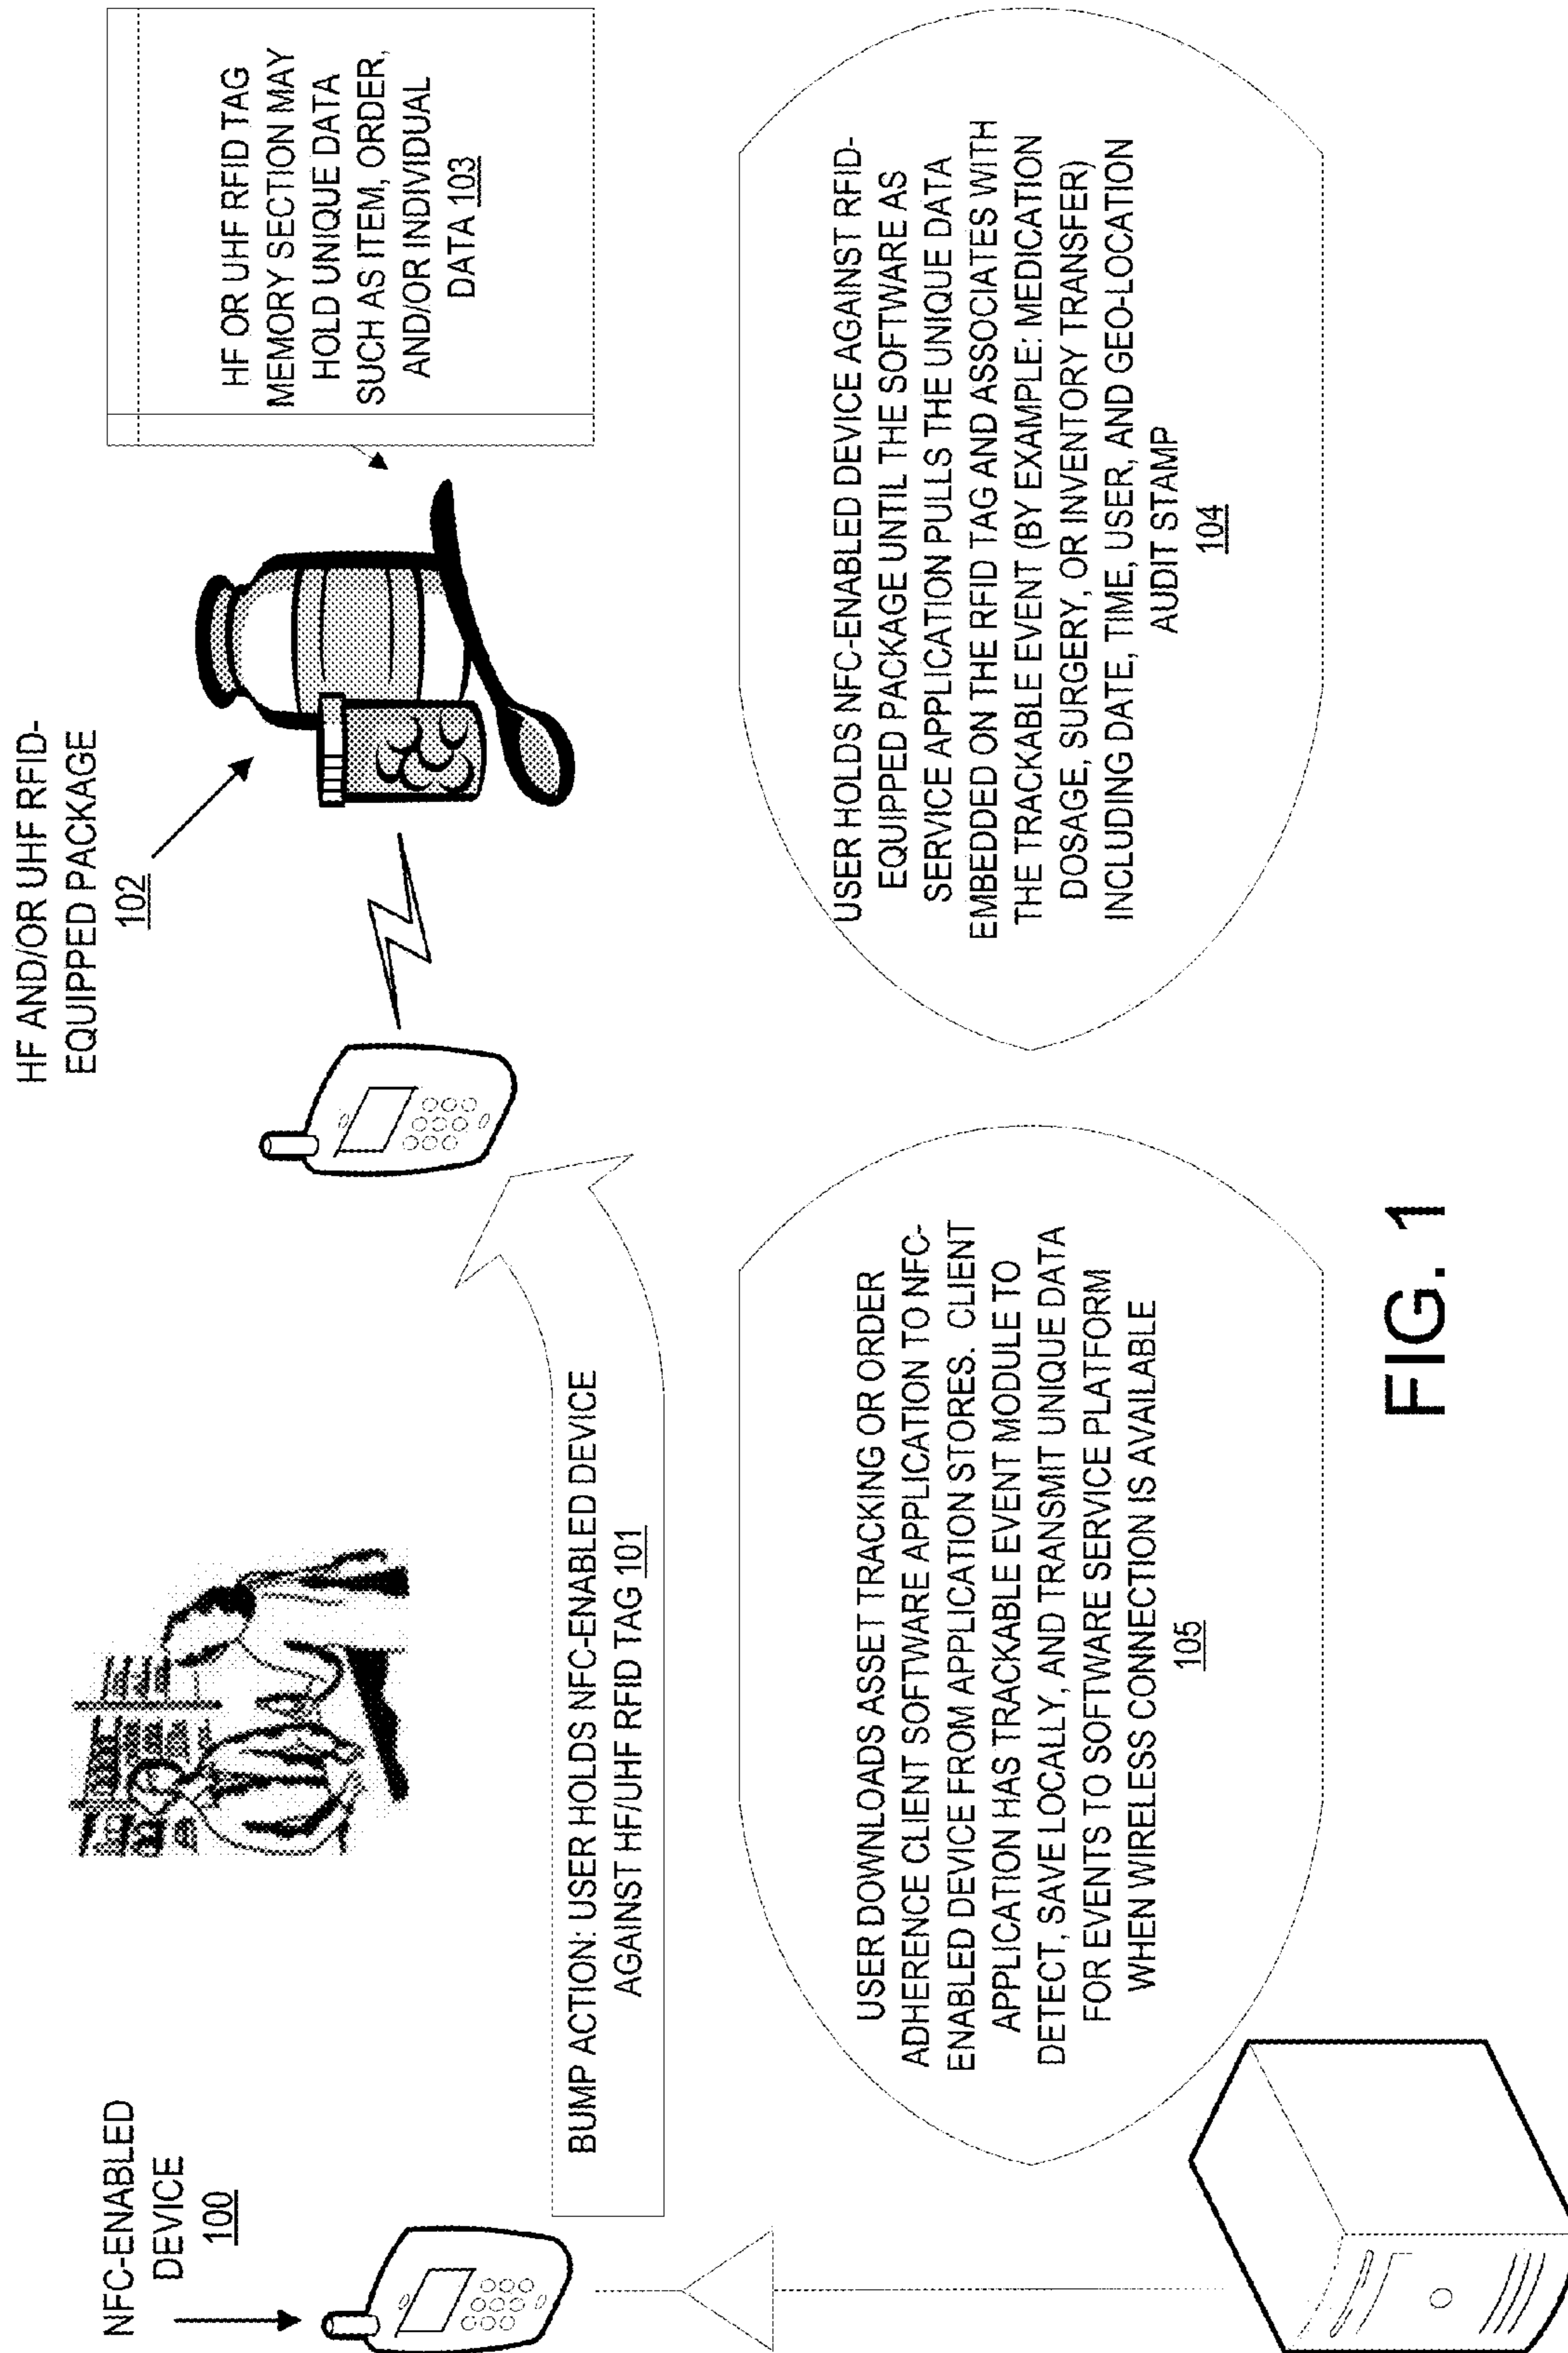 NFC-ENABLED
DEVICE
100
HF AND/OR UHF RFID-
EQUIPPED PACKAGE
102
HF OR UHF RFID TAG
MEMORY SECTION MAY
HOLD UNIQUE DATA
SUCH AS ITEM, ORDER,
AND/OR INDIVIDUAL
DATA 103
BUMP ACTION: USER HOLDS NFC-ENABLED DEVICE
AGAINST HF/UHF RFID TAG 101
USER DOWNLOADS ASSET TRACKING OR ORDER
ADHERENCE CLIENT SOFTWARE APPLICATION TO NFC-
ENABLED DEVICE FROM APPLICATION STORES. CLIENT
APPLICATION HAS TRACKABLE EVENT MODULE TO
DETECT, SAVE LOCALLY, AND TRANSMIT UNIQUE DATA
FOR EVENTS TO SOFTWARE SERVICE PLATFORM
WHEN WIRELESS CONNECTION IS AVAILABLE
105
USER HOLDS NFC-ENABLED DEVICE AGAINST RFID-
EQUIPPED PACKAGE UNTIL THE SOFTWARE AS
SERVICE APPLICATION PULLS THE UNIQUE DATA
EMBEDDED ON THE RFID TAG AND ASSOCIATES WITH
THE TRACKABLE EVENT (BY EXAMPLE: MEDICATION
DOSAGE, SURGERY, OR INVENTORY TRANSFER)
INCLUDING DATE, TIME, USER, AND GEO-LOCATION
AUDIT STAMP
104
FIG. 1